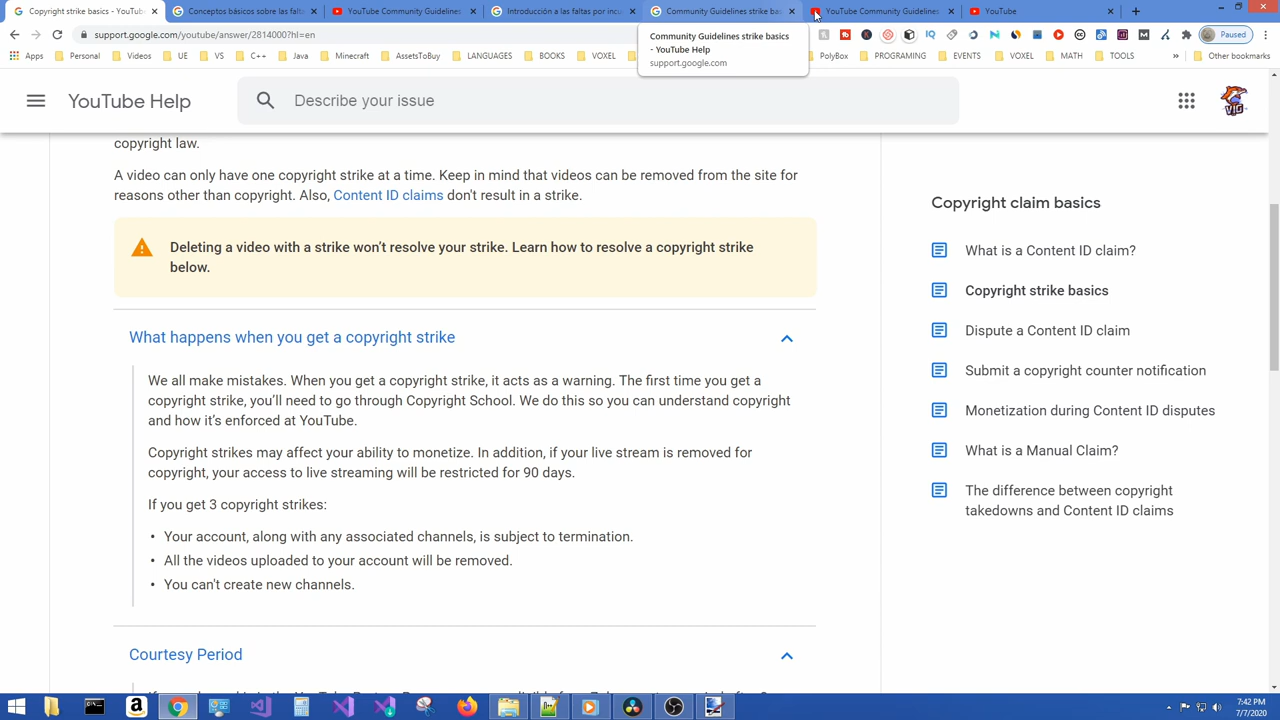 Copyright strike basics - YouTub
Conceptos básicos sobre las falta
YouTube Community Guidelines
Introducción a las faltas por incu
Community Guidelines strike bas
YouTube Community Guidelines
YouTube
support.google.com/youtube/answer/2814000?hl=en
Paused
Apps
Personal
Videos
UE
VS
C++
Java
Minecraft
AssetsToBuy
LANGUAGES
BOOKS
VOXEL
PolyBox
PROGRAMING
EVENTS
VOXEL
MATH
TOOLS
»
Other bookmarks
Community Guidelines strike basics
- YouTube Help
support.google.com
YouTube Help
Describe your issue
VJG
copyright law.
A video can only have one copyright strike at a time. Keep in mind that videos can be removed from the site for
reasons other than copyright. Also, Content ID claims don't result in a strike.
Deleting a video with a strike won’t resolve your strike. Learn how to resolve a copyright strike
below.
What happens when you get a copyright strike
We all make mistakes. When you get a copyright strike, it acts as a warning. The first time you get a
copyright strike, you’ll need to go through Copyright School. We do this so you can understand copyright
and how it’s enforced at YouTube.
Copyright strikes may affect your ability to monetize. In addition, if your live stream is removed for
copyright, your access to live streaming will be restricted for 90 days.
If you get 3 copyright strikes:
• Your account, along with any associated channels, is subject to termination.
• All the videos uploaded to your account will be removed.
• You can't create new channels.
Courtesy Period
Copyright claim basics
What is a Content ID claim?
Copyright strike basics
Dispute a Content ID claim
Submit a copyright counter notification
Monetization during Content ID disputes
What is a Manual Claim?
The difference between copyright
takedowns and Content ID claims
7:42 PM
7/7/2020